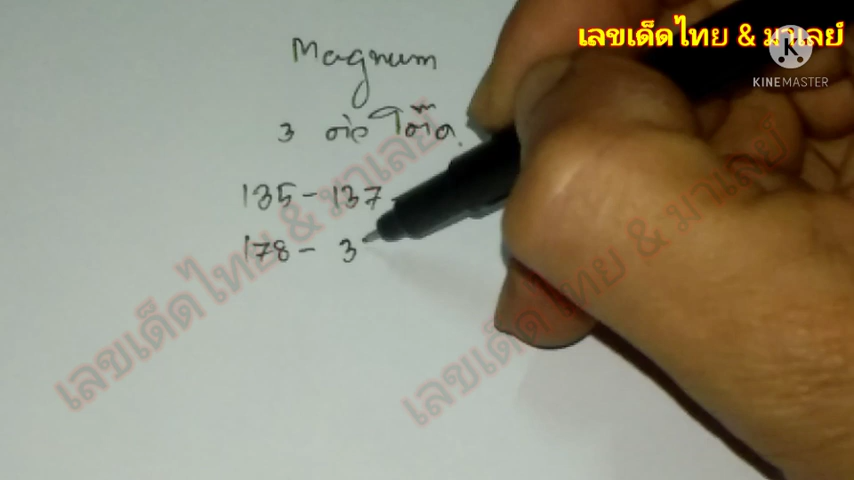 เลขเด็ดไทย & มาเลย์
KINEMASTER
Magnum
3 ตัว โต๊ด.
135 - 137 -
178 - 3
เลขเด็ดไทย & มาเลย์
เลขเด็ดไทย & มาเลย์